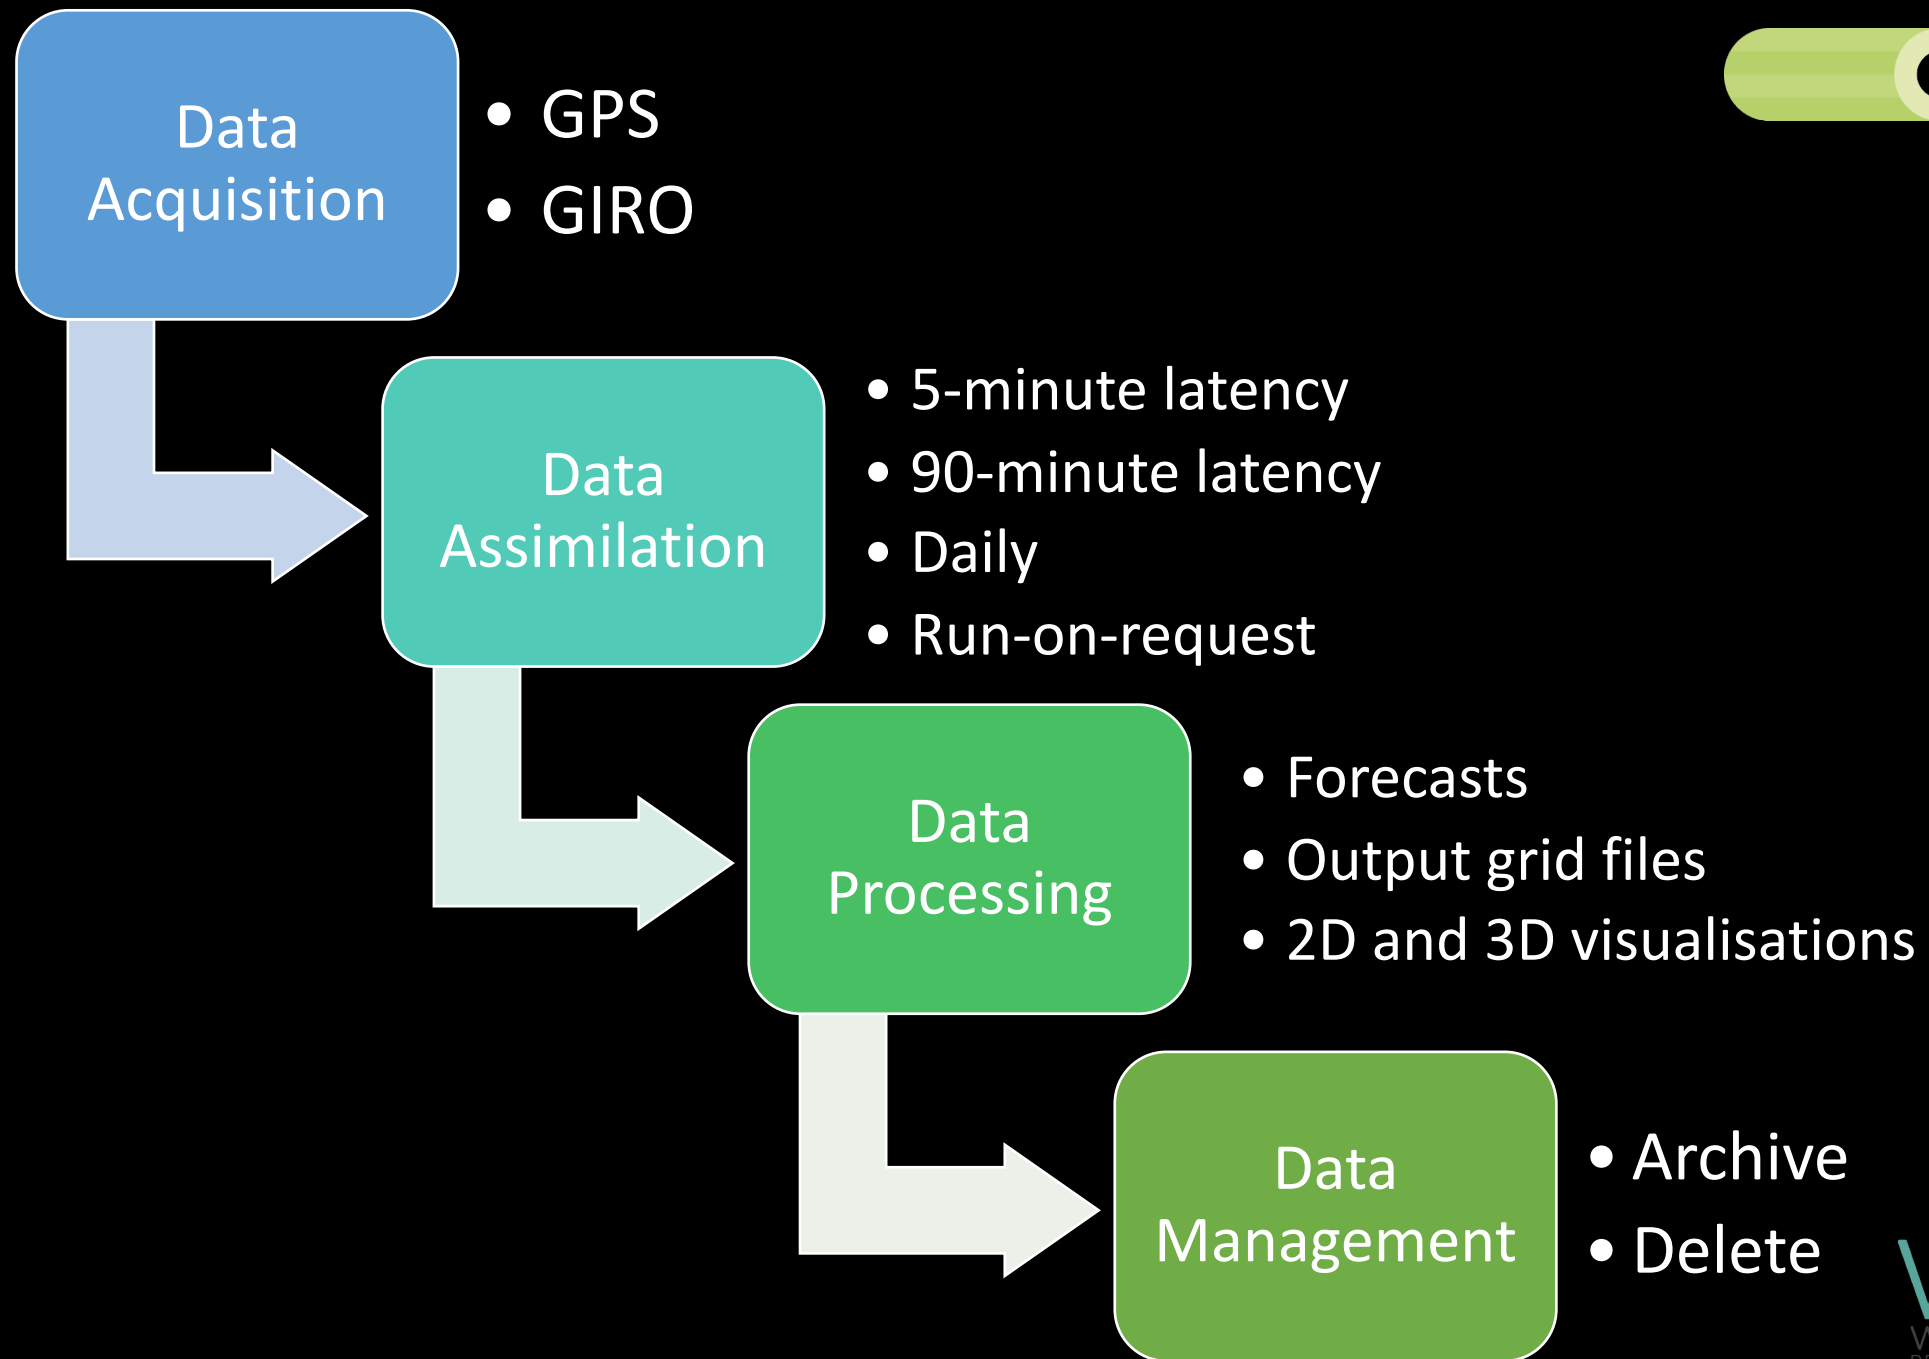 Data
Acquisition
• GPS
• GIRO
Data
Assimilation
• 5-minute latency
• 90-minute latency
• Daily
• Run-on-request
Data
Processing
• Forecasts
• Output grid files
• 2D and 3D visualisations
Data
Management
• Archive
• Delete